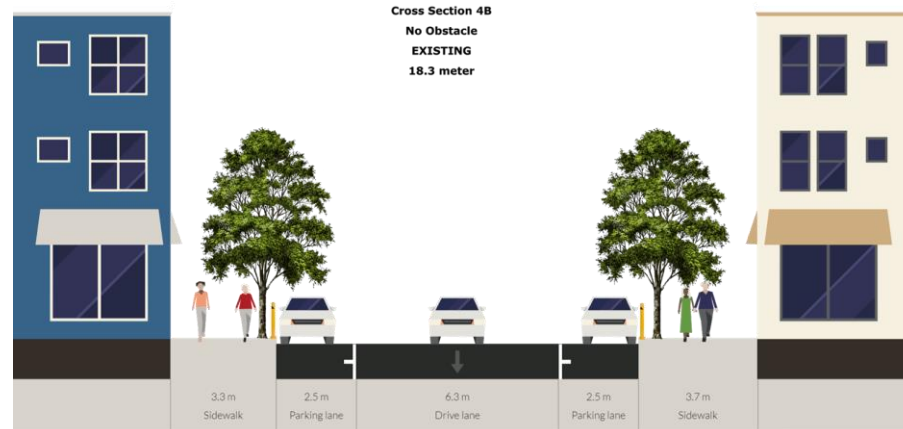 Cross Section 4B
No Obstacle
EXISTING
18.3 meter
3.3 m
Sidewalk
2.5 m
Parking lane
6.3 m
Drive lane
2.5 m
Parking lane
3.7 m
Sidewalk